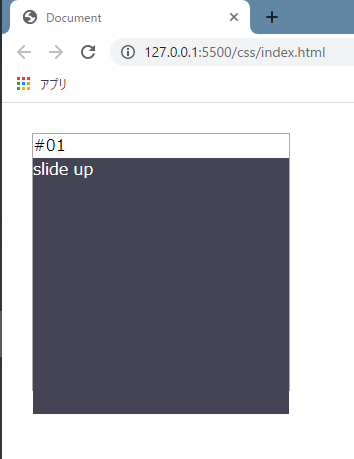 Document
127.0.0.1:5500/css/index.html
アプリ
#01
slide up